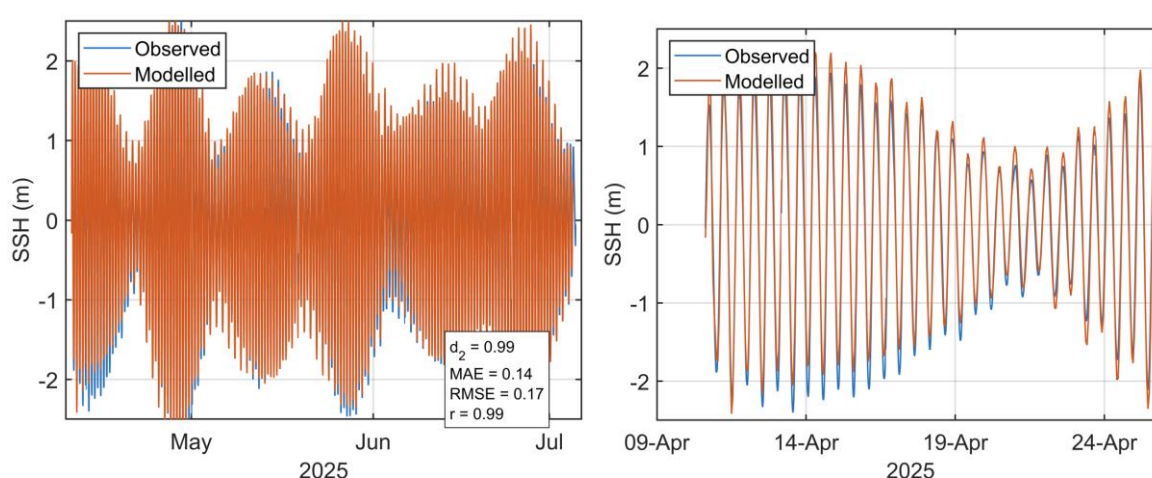 Observed
Modelled
2
1
0
-1
-2
SSH (m)
d2 = 0.99
MAE = 0.14
RMSE = 0.17
r = 0.99
May
Jun
Jul
2025
Observed
Modelled
2
1
0
-1
-2
SSH (m)
09-Apr
14-Apr
19-Apr
24-Apr
2025